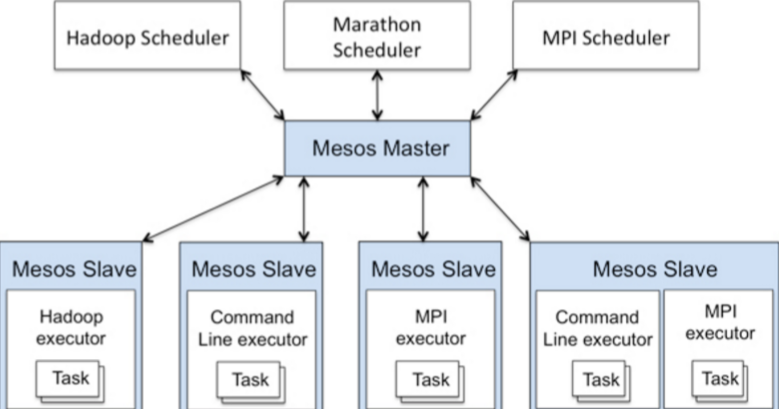 Hadoop Scheduler
Marathon
Scheduler
MPI Scheduler
Mesos Master
Mesos Slave
Hadoop
executor
Task
Mesos Slave
Command
Line executor
Task
Mesos Slave
MPI
executor
Task
Mesos Slave
Command
Line executor
Task
MPI
executor
Task